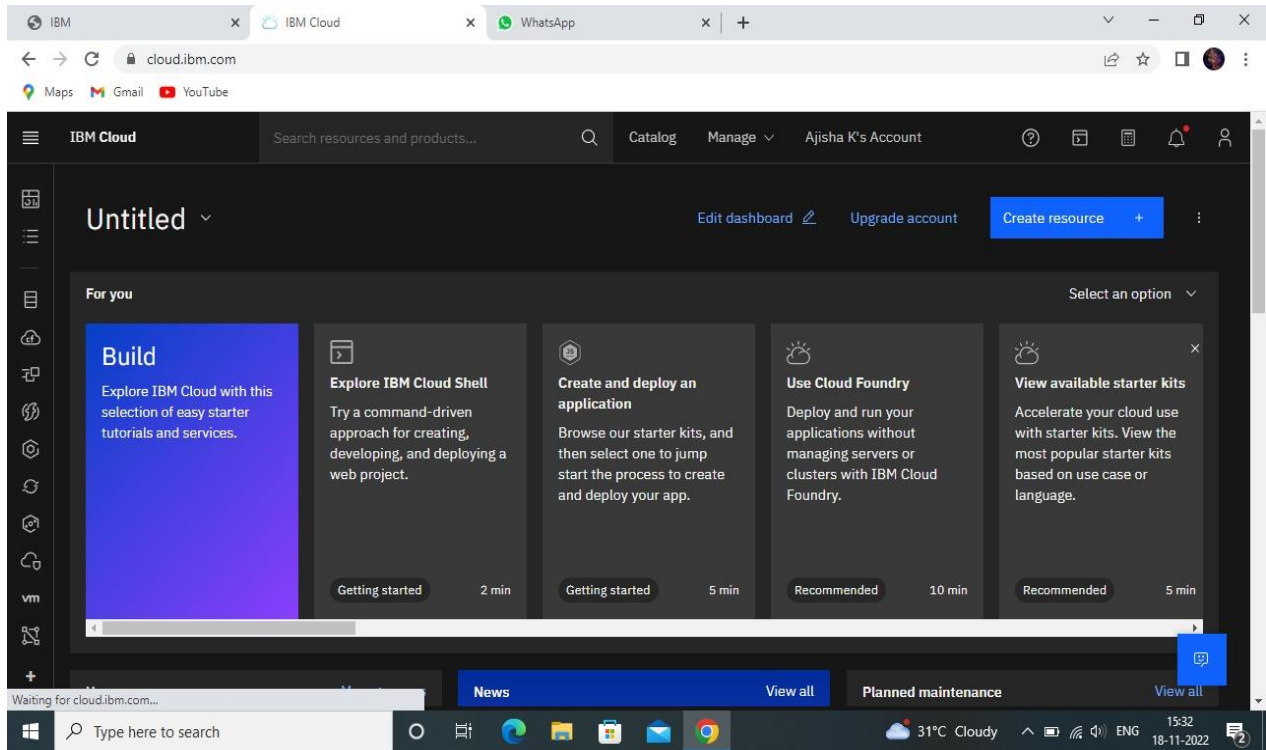 IBM
IBM Cloud
WhatsApp
cloud.ibm.com
Maps
Gmail
YouTube
IBM Cloud
Search resources and products...
Catalog
Manage
Ajisha K's Account
Untitled
Edit dashboard
Upgrade account
Create resource +
For you
Select an option
Build
Explore IBM Cloud with this
selection of easy starter
tutorials and services.
Explore IBM Cloud Shell
Try a command-driven
approach for creating,
developing, and deploying a
web project.
Getting started
2 min
Create and deploy an
application
Browse our starter kits, and
then select one to jump
start the process to create
and deploy your app.
Getting started
5 min
Use Cloud Foundry
Deploy and run your
applications without
managing servers or
clusters with IBM Cloud
Foundry.
Recommended
10 min
View available starter kits
Accelerate your cloud use
with starter kits. View the
most popular starter kits
based on use case or
language.
Recommended
5 min
vm
News
View all
Planned maintenance
View all
Waiting for cloud.ibm.com...
Type here to search
31°C Cloudy
ENG
15:32
18-11-2022
2